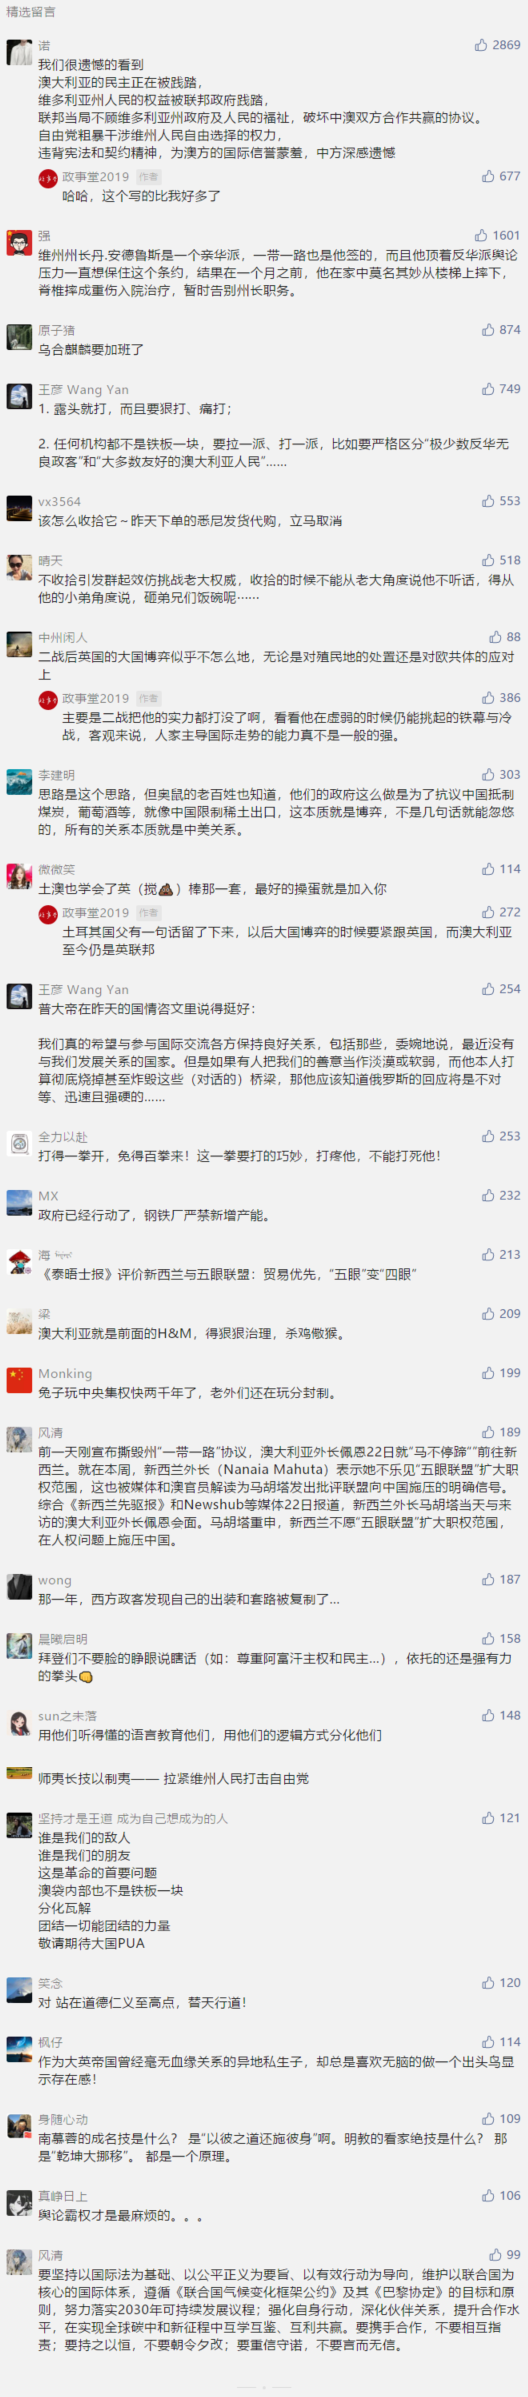 精选留言
诺
2869
我们很遗憾的看到
澳大利亚的民主正在被践踏，
维多利亚州人民的权益被联邦政府践踏，
联邦当局不顾维多利亚州政府及人民的福祉，破坏中澳双方合作共赢的协议。
自由党粗暴干涉维州人民自由选择的权力，
违背宪法和契约精神，为澳方的国际信誉蒙羞，中方深感遗憾
政事堂2019 作者
677
哈哈，这个写的比我好多了
强
1601
维州州长丹.安德鲁斯是一个亲华派，一带一路也是他签的，而且他顶着反华派舆论
压力一直想保住这个条约，结果在一个月之前，他在家中莫名其妙从楼梯上摔下，
脊椎摔成重伤入院治疗，暂时告别州长职务。
原子猪
874
乌合麒麟要加班了
王彦 Wang Yan
749
1. 露头就打，而且要狠打、痛打；
2. 任何机构都不是铁板一块，要拉一派、打一派，比如要严格区分“极少数反华无
良政客”和“大多数友好的澳大利亚人民”……
vx3564
553
该怎么收拾它～昨天下单的悉尼发货代购，立马取消
晴天
518
不收拾引发群起效仿挑战老大权威，收拾的时候不能从老大角度说他不听话，得从
他的小弟角度说，砸弟兄们饭碗呢……
中州闲人
88
二战后英国的大国博弈似乎不怎么地，无论是对殖民地的处置还是对欧共体的应对
上
政事堂2019 作者
386
主要是二战把他的实力都打没了啊，看看他在虚弱的时候仍能挑起的铁幕与冷
战，客观来说，人家主导国际走势的能力真不是一般的强。
李建明
303
思路是这个思路，但奥鼠的老百姓也知道，他们的政府这么做是为了抗议中国抵制
煤炭，葡萄酒等，就像中国限制稀土出口，这本质就是博弈，不是几句话就能忽悠
的，所有的关系本质就是中美关系。
微微笑
114
土澳也学会了英（搅💩）棒那一套，最好的操蛋就是加入你
政事堂2019 作者
272
土耳其国父有一句话留了下来，以后大国博弈的时候要紧跟英国，而澳大利亚
至今仍是英联邦
王彦 Wang Yan
254
普大帝在昨天的国情咨文里说得挺好：
我们真的希望与参与国际交流各方保持良好关系，包括那些，委婉地说，最近没有
与我们发展关系的国家。但是如果有人把我们的善意当作淡漠或软弱，而他本人打
算彻底烧掉甚至炸毁这些（对话的）桥梁，那他应该知道俄罗斯的回应将是不对
等、迅速且强硬的……
全力以赴
253
打得一拳开，免得百拳来！这一拳要打的巧妙，打疼他，不能打死他！
MX
232
政府已经行动了，钢铁厂严禁新增产能。
海
213
《泰晤士报》评价新西兰与五眼联盟：贸易优先，“五眼”变“四眼”
梁
209
澳大利亚就是前面的H&M，得狠狠治理，杀鸡儆猴。
Monking
199
兔子玩中央集权快两千年了，老外们还在玩分封制。
风清
189
前一天刚宣布撕毁州“一带一路”协议，澳大利亚外长佩恩22日就“马不停蹄”“前往新
西兰。就在本周，新西兰外长（Nanaia Mahuta）表示她不乐见“五眼联盟”扩大职
权范围，这也被媒体和澳官员解读为马胡塔发出批评联盟向中国施压的明确信号。
综合《新西兰先驱报》和Newshub等媒体22日报道，新西兰外长马胡塔当天与来
访的澳大利亚外长佩恩会面。马胡塔重申，新西兰不愿“五眼联盟”扩大职权范围，
在人权问题上施压中国。
wong
187
那一年，西方政客发现自己的出装和套路被复制了...
晨曦启明
158
拜登们不要脸的睁眼说瞎话（如：尊重阿富汗主权和民主...），依托的还是强有力
的拳头👊
sun之未落
148
用他们听得懂的语言教育他们，用他们的逻辑方式分化他们
师夷长技以制夷—— 拉紧维州人民打击自由党
坚持才是王道 成为自己想成为的人
121
谁是我们的敌人
谁是我们的朋友
这是革命的首要问题
澳袋内部也不是铁板一块
分化瓦解
团结一切能团结的力量
敬请期待大国PUA
笑念
120
对 站在道德仁义至高点，替天行道！
枫仔
114
作为大英帝国曾经毫无血缘关系的异地私生子，却总是喜欢无脑的做一个出头鸟显
示存在感！
身随心动
109
南慕蓉的成名技是什么？ 是“以彼之道还施彼身”啊。明教的看家绝技是什么？ 那
是“乾坤大挪移”。 都是一个原理。
真峥日上
106
舆论霸权才是最麻烦的。。。
风清
99
要坚持以国际法为基础、以公平正义为要旨、以有效行动为导向，维护以联合国为
核心的国际体系，遵循《联合国气候变化框架公约》及其《巴黎协定》的目标和原
则，努力落实2030年可持续发展议程；强化自身行动，深化伙伴关系，提升合作水
平，在实现全球碳中和新征程中互学互鉴、互利共赢。要携手合作，不要相互指
责；要持之以恒，不要朝令夕改；要重信守诺，不要言而无信。